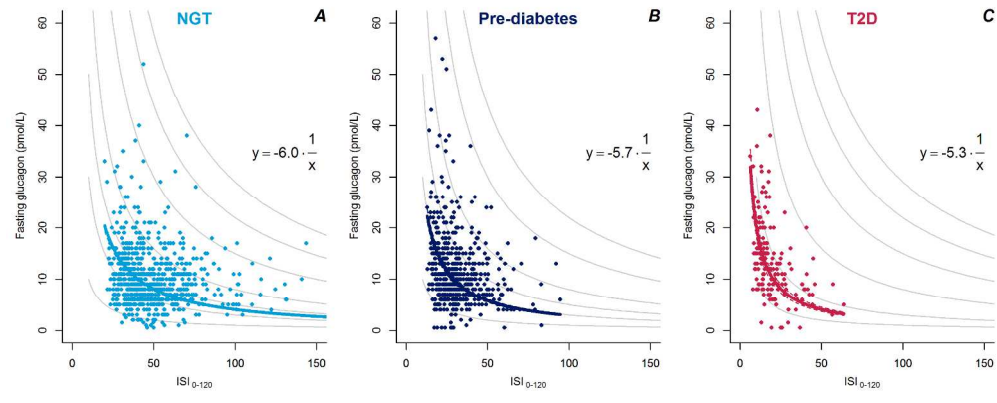 NGT
A
Fasting glucagon (pmol/L)
60
50
40
30
20
10
0
y = -6.0 · 1/x
0
50
100
150
ISI 0-120
Pre-diabetes
B
Fasting glucagon (pmol/L)
60
50
40
30
20
10
0
y = -5.7 · 1/x
0
50
100
150
ISI 0-120
T2D
C
Fasting glucagon (pmol/L)
60
50
40
30
20
10
0
y = -5.3 · 1/x
0
50
100
150
ISI 0-120